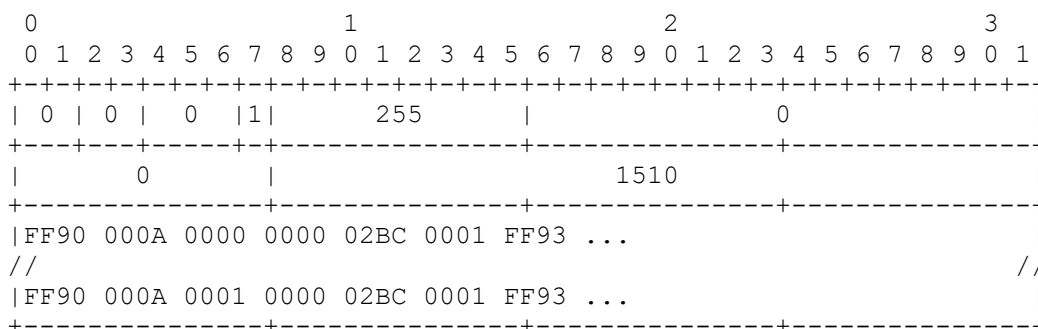 0                   1                   2                   3
 0 1 2 3 4 5 6 7 8 9 0 1 2 3 4 5 6 7 8 9 0 1 2 3 4 5 6 7 8 9 0 1
+-+-+-+-+-+-+-+-+-+-+-+-+-+-+-+-+-+-+-+-+-+-+-+-+-+-+-+-+-+-+-+--
| 0 | 0 |  0  |1|      255      |               0
+---+---+-----+-+---------------+---------------+---------------
|       0       |                     1510
+---------------+---------------+---------------+---------------
|FF90 000A 0000 0000 02BC 0001 FF93 ...
//                                                             //
|FF90 000A 0001 0000 02BC 0001 FF93 ...
+---------------+---------------+---------------+---------------